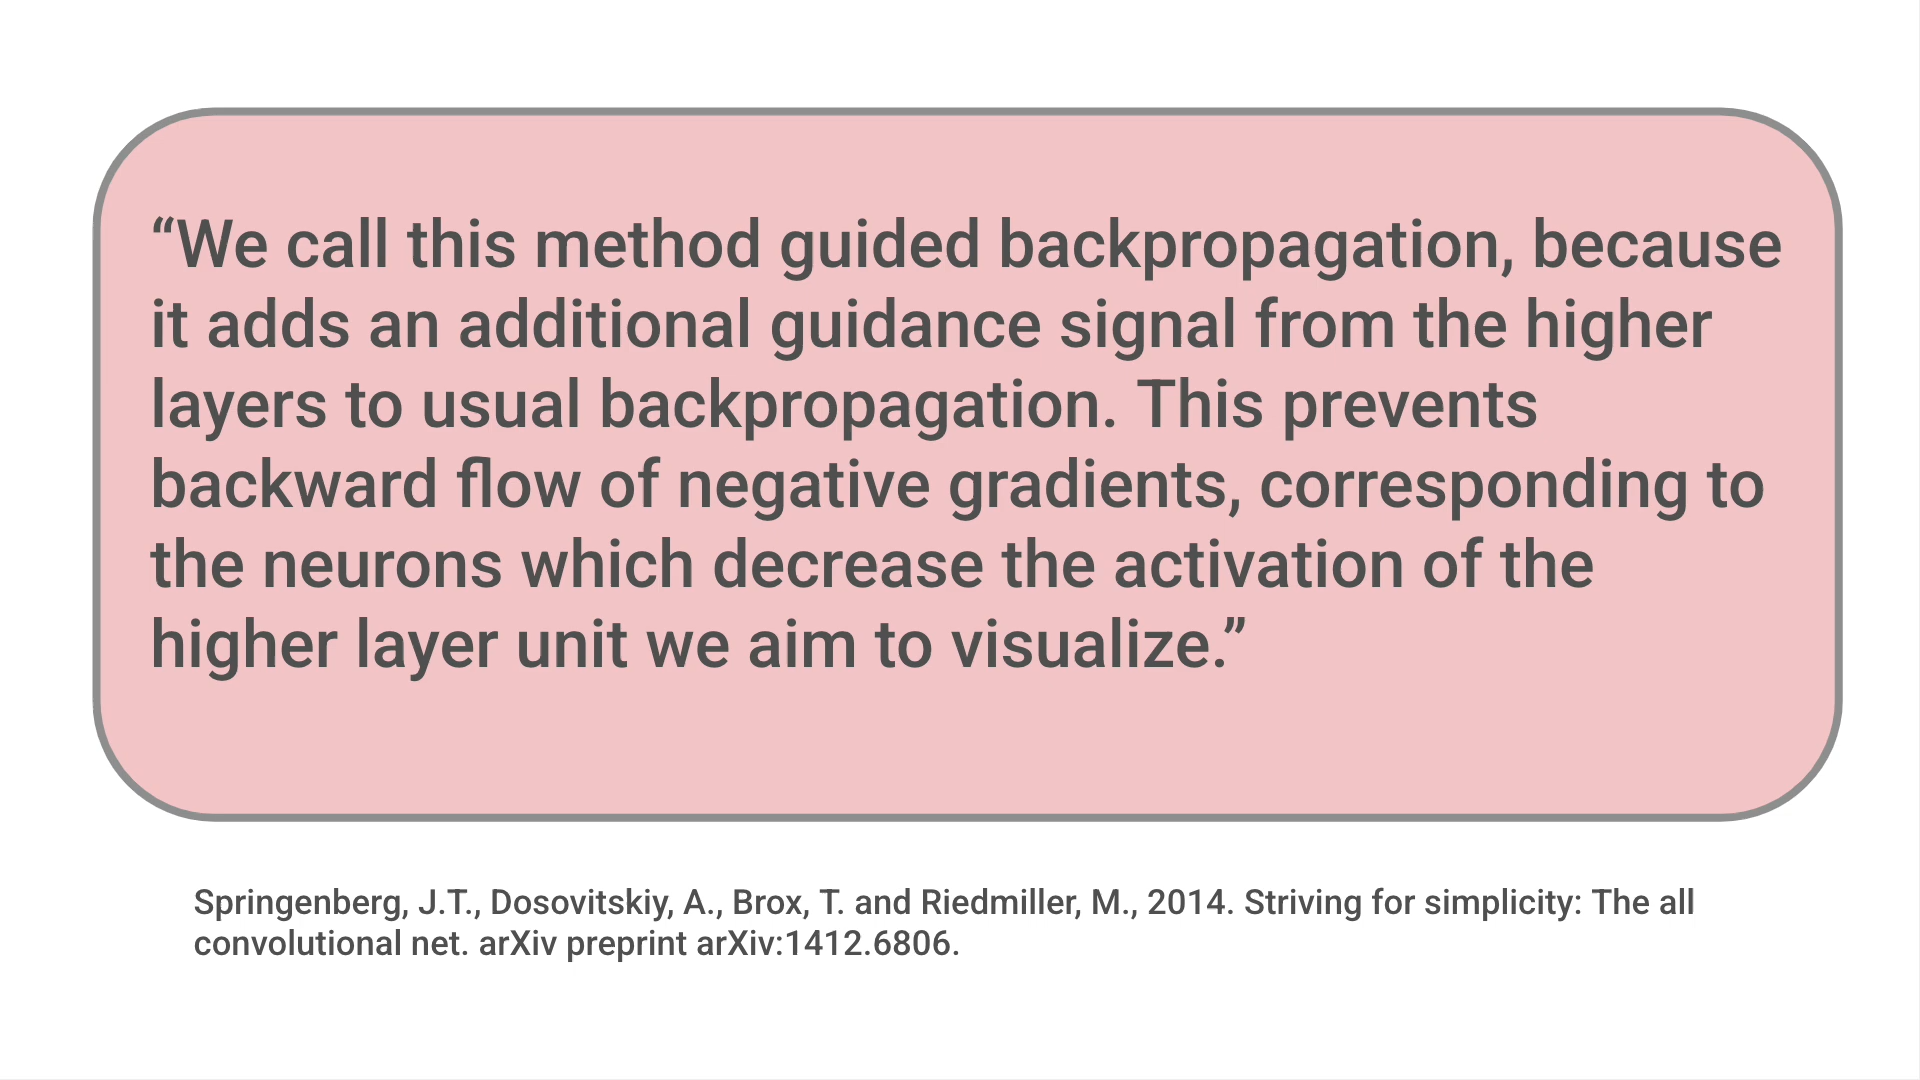 “We call this method guided backpropagation, because
it adds an additional guidance signal from the higher
layers to usual backpropagation. This prevents
backward flow of negative gradients, corresponding to
the neurons which decrease the activation of the
higher layer unit we aim to visualize.”
Springenberg, J.T., Dosovitskiy, A., Brox, T. and Riedmiller, M., 2014. Striving for simplicity: The all
convolutional net. arXiv preprint arXiv:1412.6806.